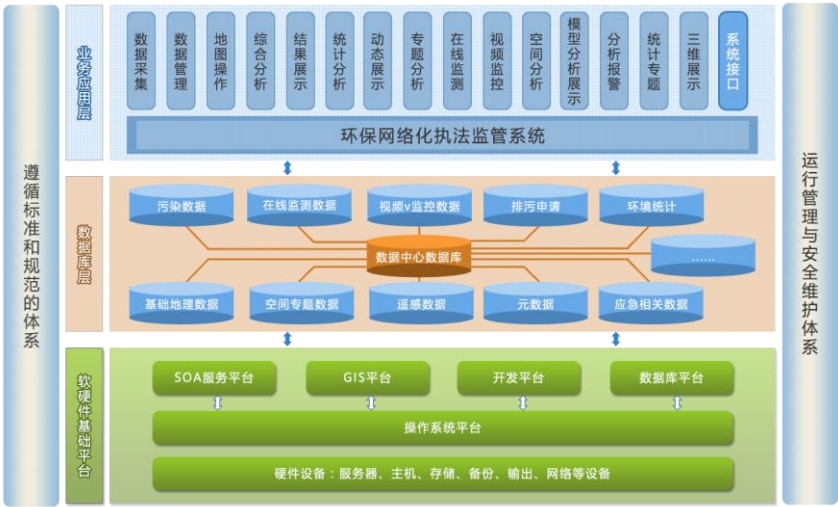 遵循标准和规范的体系
业务应用层
数据采集
数据管理
地图操作
综合分析
结果展示
统计分析
动态展示
专题分析
在线监测
视频监控
空间分析
模型分析展示
分析报警
统计专题
三维展示
系统接口
环保网络化执法监管系统
数据库层
污染数据
在线监测数据
视频v监控数据
排污申请
环境统计
数据中心数据库
......
基础地理数据
空间专题数据
遥感数据
元数据
应急相关数据
软硬件基础平台
SOA服务平台
GIS平台
开发平台
数据库平台
操作系统平台
硬件设备：服务器、主机、存储、备份、输出、网络等设备
运行管理与安全维护体系